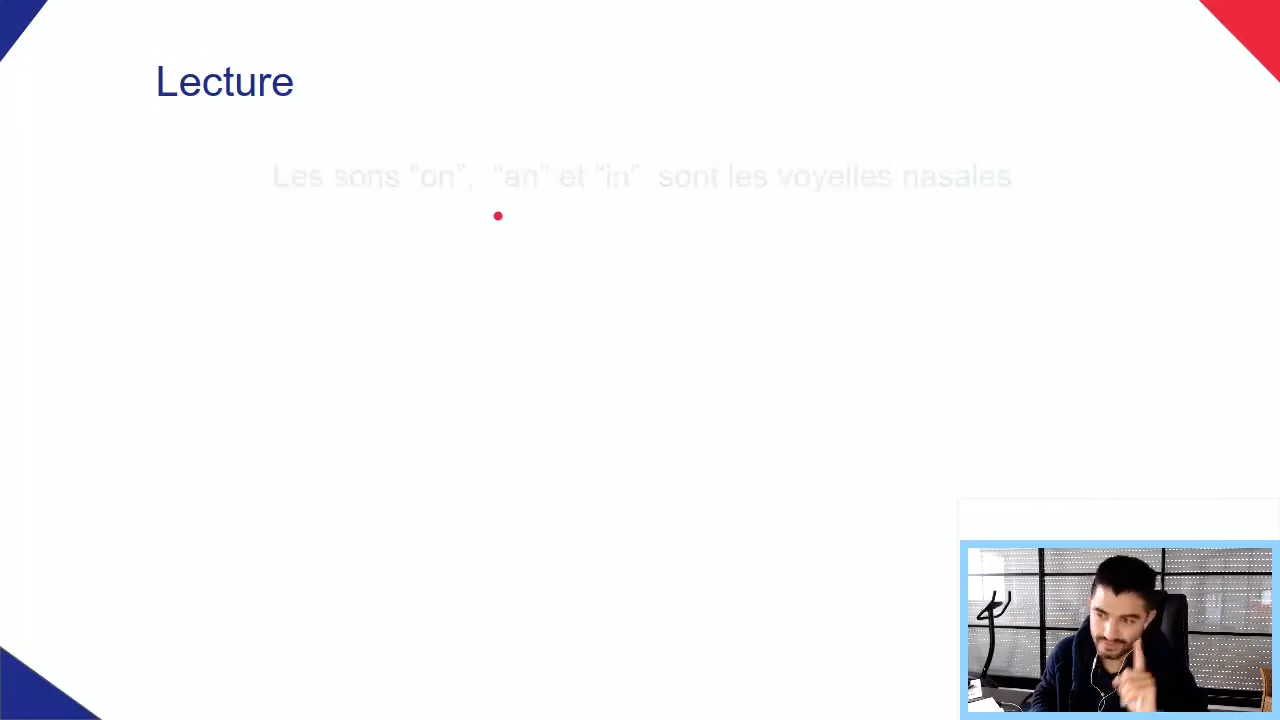 Lecture
Les sons “on”, “an” et “in” sont les voyelles nasales